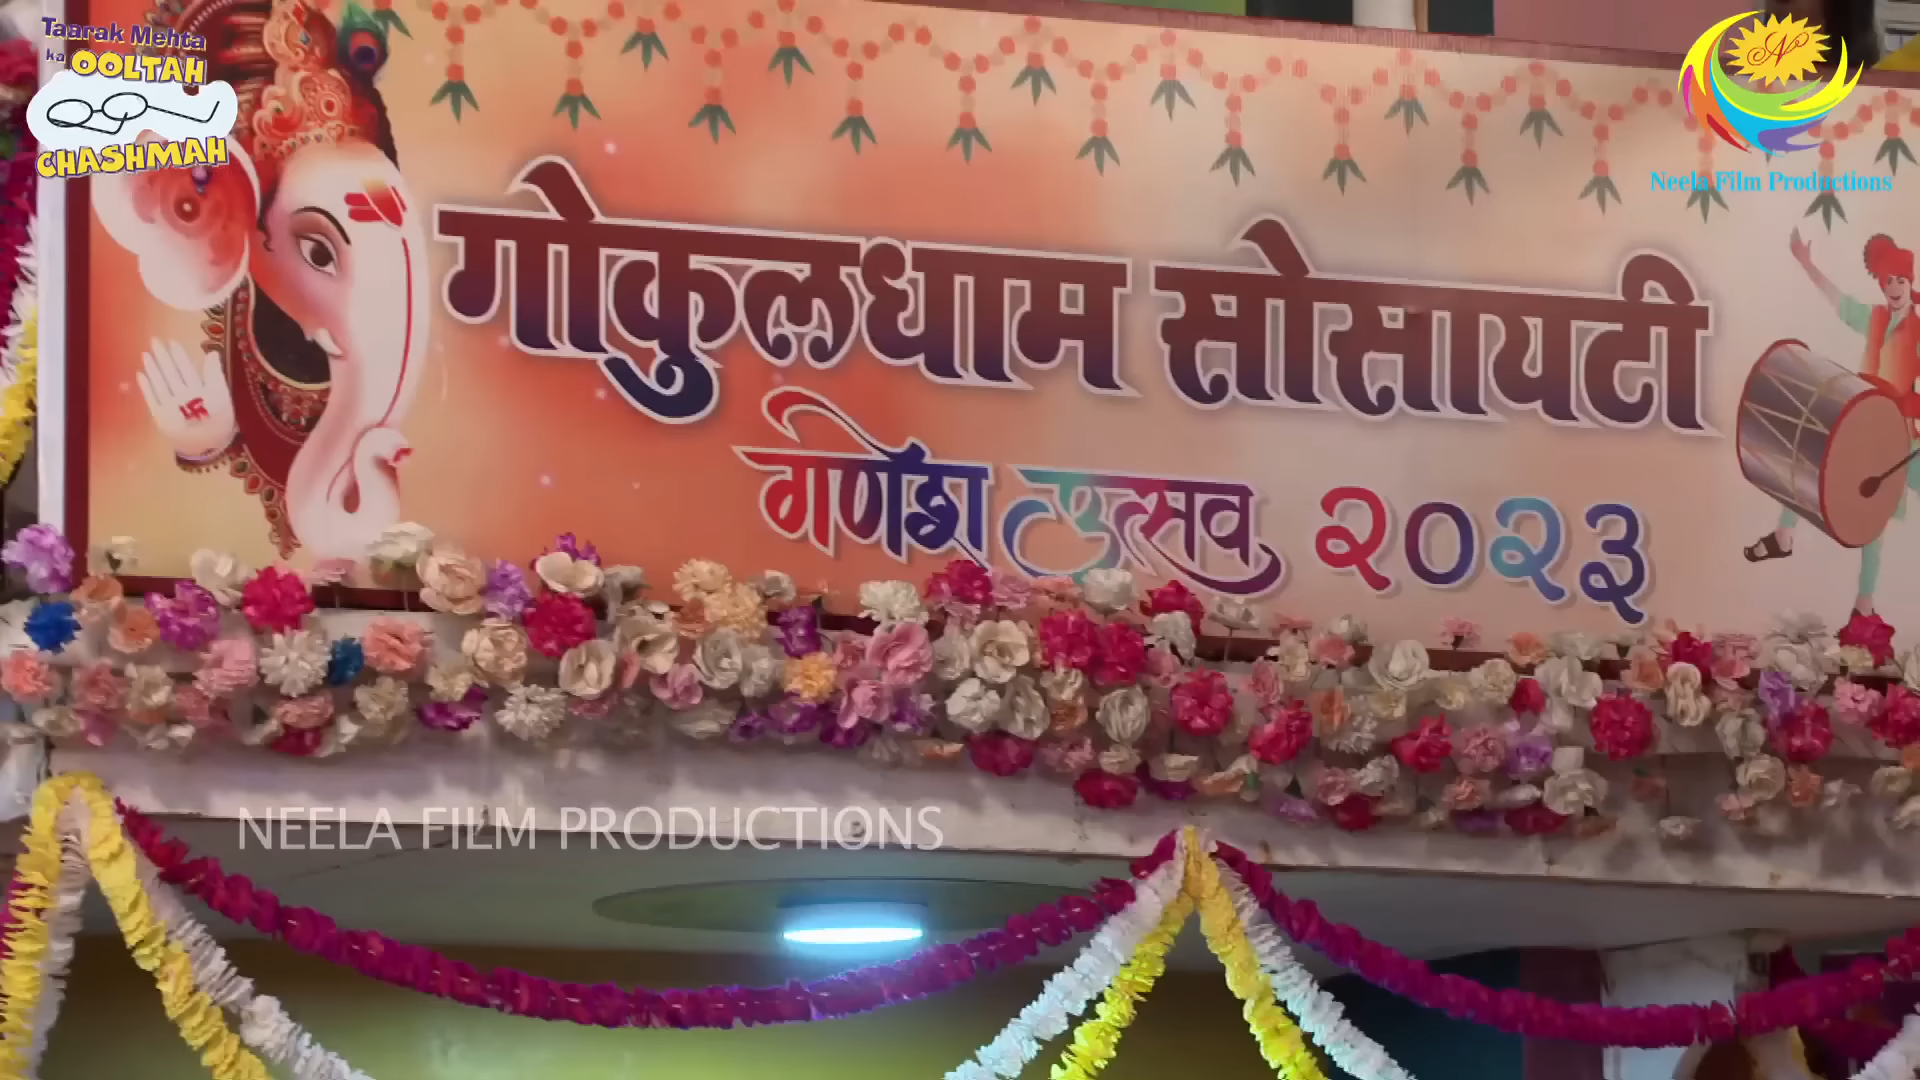 Taarak Mehta
ka OOLTAH
CHASHMAH
Neela Film Productions
गोकुलधाम सोसायटी
गणेश उत्सव २०२३
NEELA FILM PRODUCTIONS